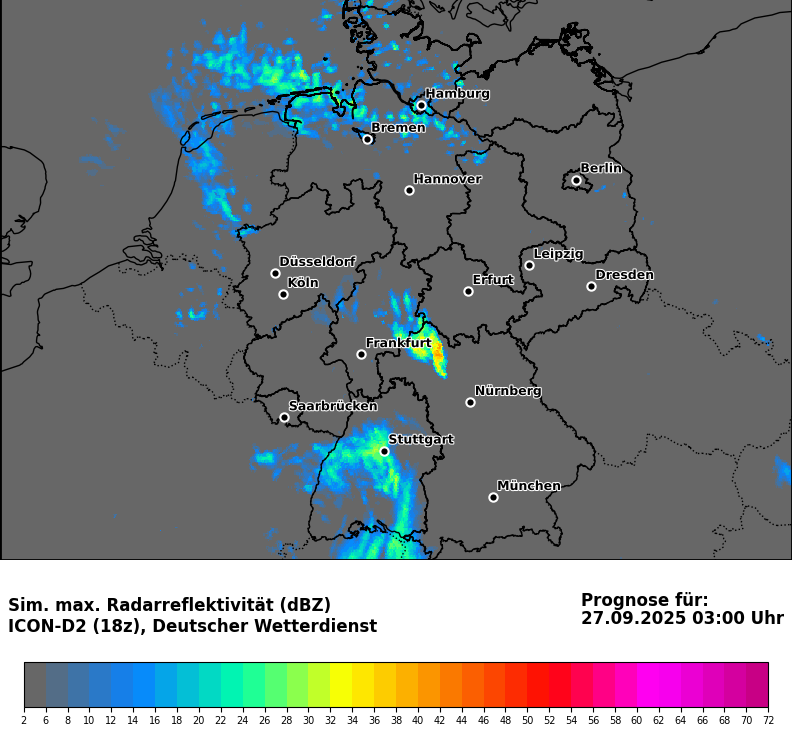 Hamburg
Bremen
Berlin
Hannover
Leipzig
Düsseldorf
Dresden
Köln
Erfurt
Frankfurt
Nürnberg
Saarbrücken
Stuttgart
München
Sim. max. Radarreflektivität (dBZ)
ICON-D2 (18z), Deutscher Wetterdienst
Prognose für:
27.09.2025 03:00 Uhr
2 6 8 10 12 14 16 18 20 22 24 26 28 30 32 34 36 38 40 42 44 46 48 50 52 54 56 58 60 62 64 66 68 70 72